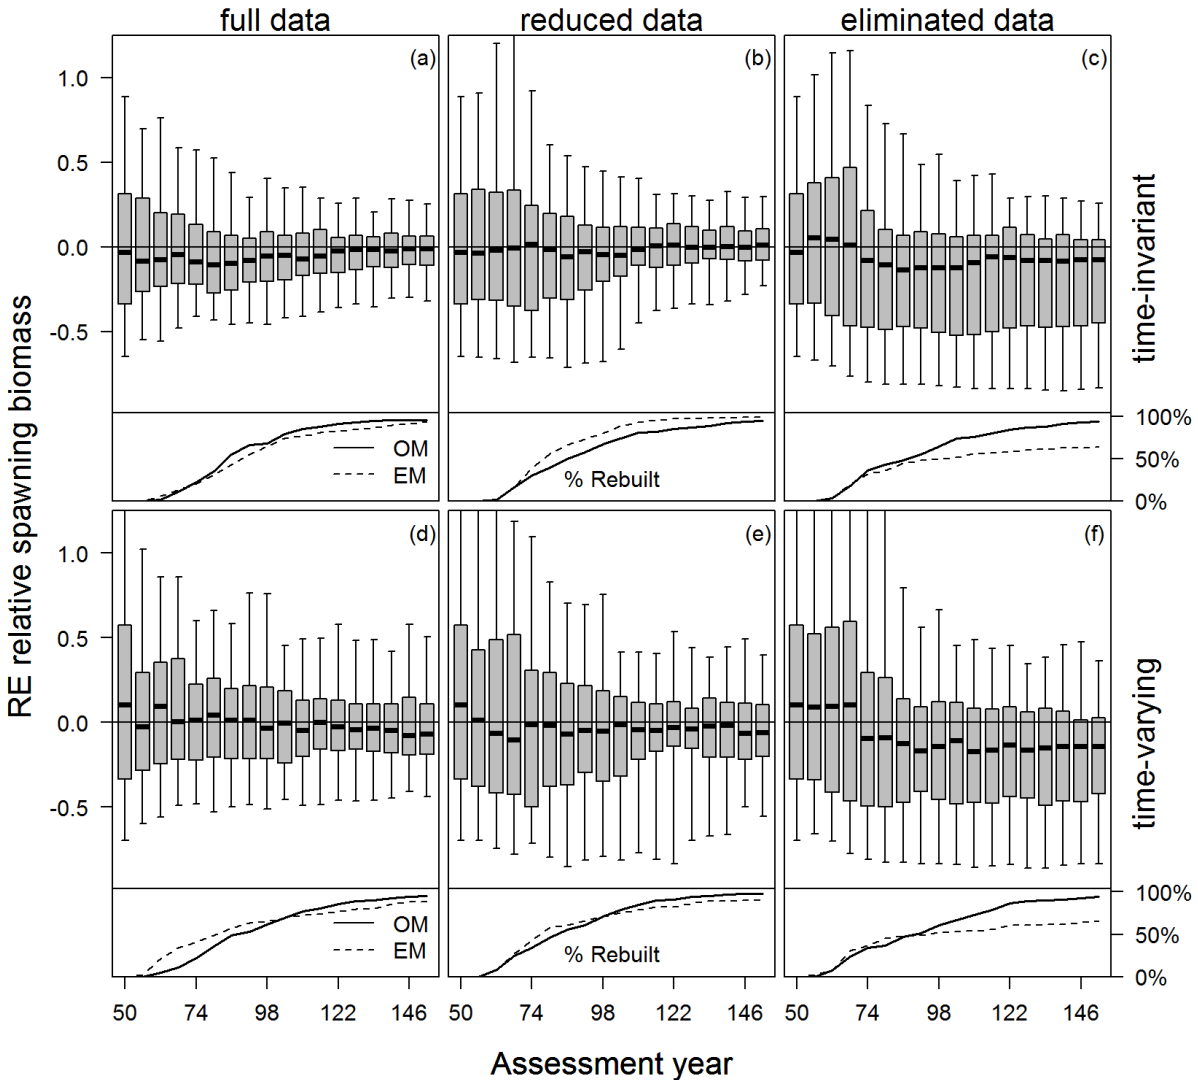 full data
reduced data
eliminated data
RE relative spawning biomass
1.0
0.5
0.0
-0.5
(a)
(b)
(c)
time-invariant
OM
EM
% Rebuilt
100%
50%
0%
1.0
0.5
0.0
-0.5
(d)
(e)
(f)
time-varying
OM
EM
% Rebuilt
100%
50%
0%
50 74 98 122 146
50 74 98 122 146
50 74 98 122 146
Assessment year